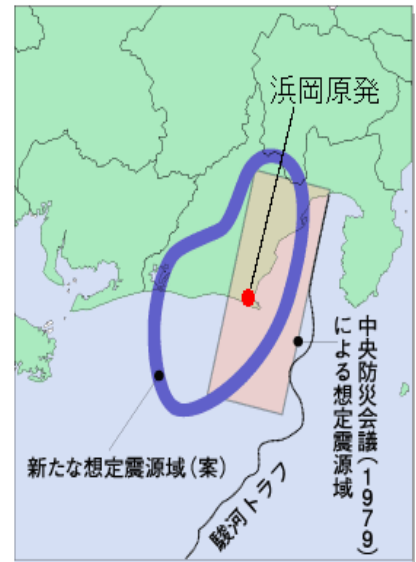 浜岡原発
中央防災会議(1979)
による想定震源域
新たな想定震源域(案)
駿河トラフ